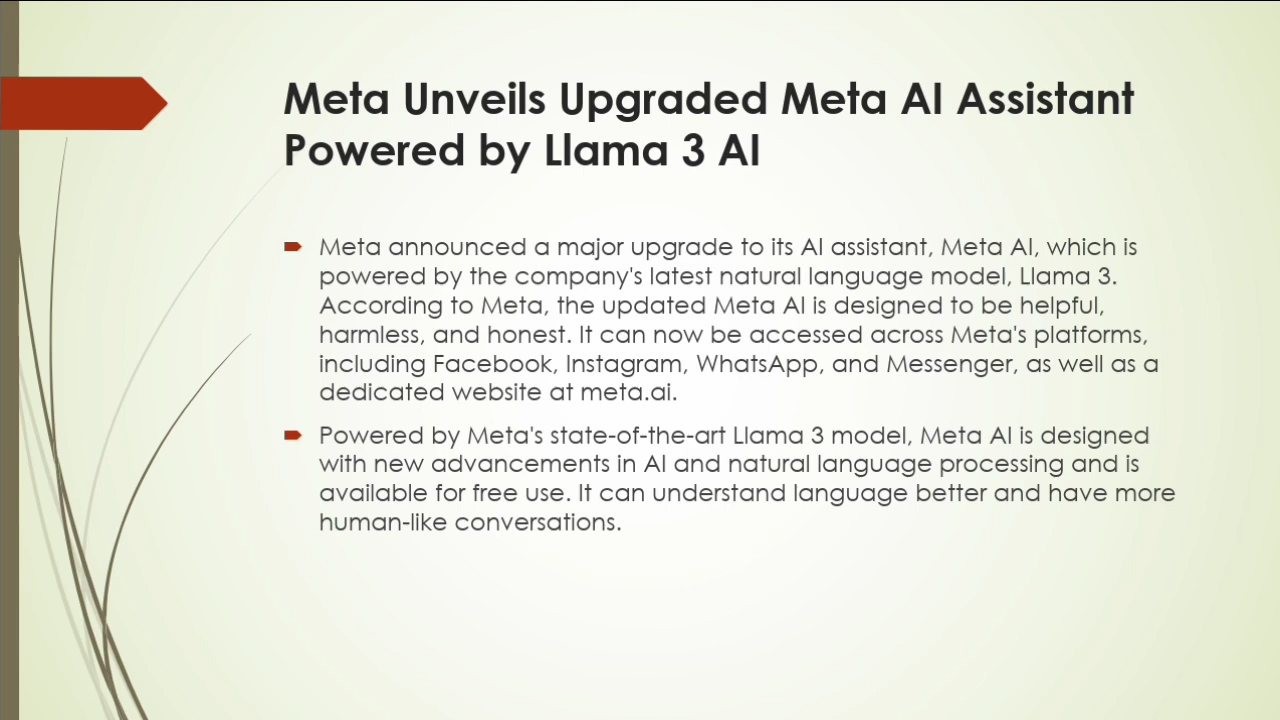 Meta Unveils Upgraded Meta AI Assistant
Powered by Llama 3 AI
Meta announced a major upgrade to its AI assistant, Meta AI, which is
powered by the company's latest natural language model, Llama 3.
According to Meta, the updated Meta AI is designed to be helpful,
harmless, and honest. It can now be accessed across Meta's platforms,
including Facebook, Instagram, WhatsApp, and Messenger, as well as a
dedicated website at meta.ai.
Powered by Meta's state-of-the-art Llama 3 model, Meta AI is designed
with new advancements in AI and natural language processing and is
available for free use. It can understand language better and have more
human-like conversations.